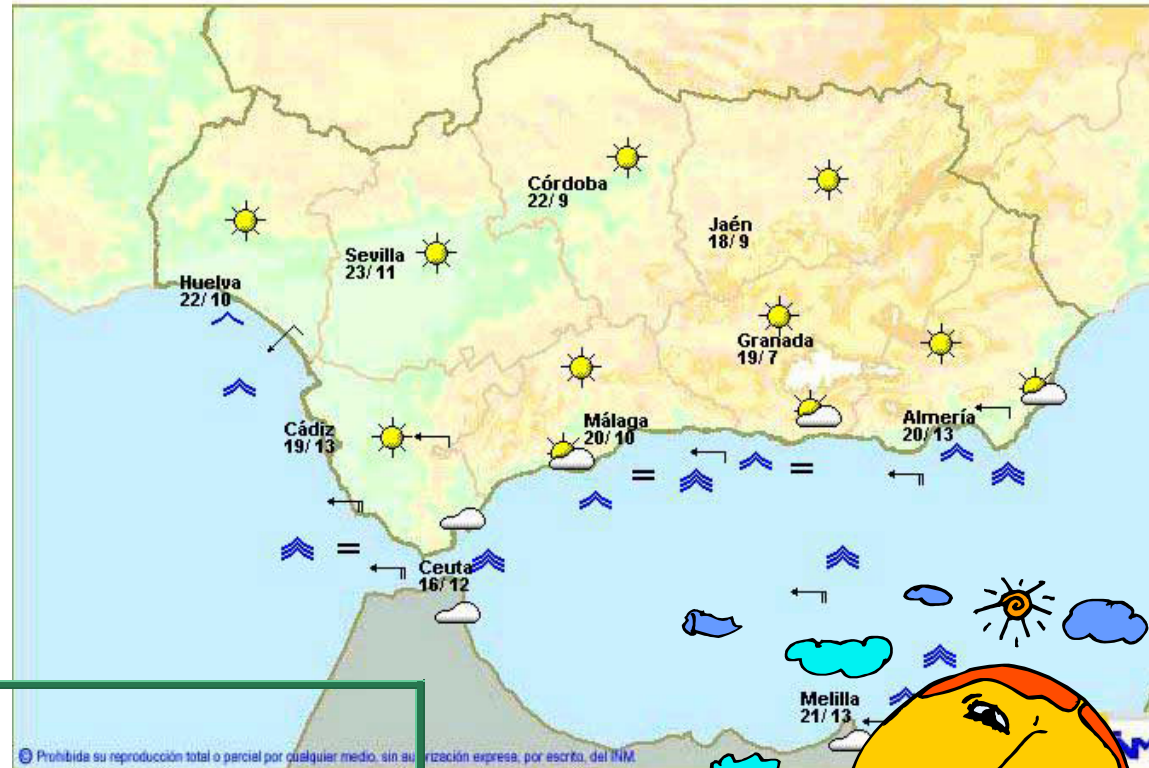 Córdoba
22/ 9
Jaén
18/ 9
Sevilla
23/ 11
Huelva
22/ 10
Granada
19/ 7
Málaga
20/ 10
Almería
20/ 13
Cádiz
19/ 13
Ceuta
16/ 12
Melilla
21/ 13
© Prohibida su reproducción total o parcial por cualquier medio, sin su expresa, por escrito, del INM